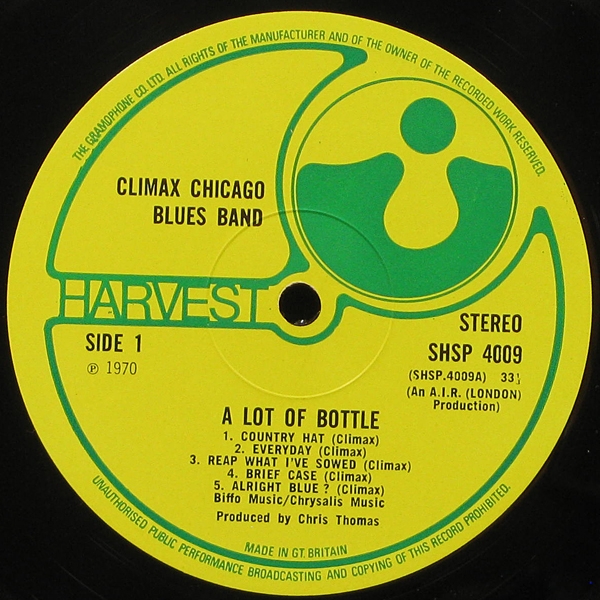 THE GRAMOPHONE CO. LTD. ALL RIGHTS OF THE MANUFACTURER AND OF THE OWNER OF THE RECORDED WORK RESERVED.
CLIMAX CHICAGO
BLUES BAND
HARVEST
SIDE 1
℗ 1970
STEREO
SHSP 4009
(SHSP.4009A) 33⅓
(An A.I.R. (LONDON)
Production)
A LOT OF BOTTLE
1. COUNTRY HAT (Climax)
2. EVERYDAY (Climax)
3. REAP WHAT I'VE SOWED (Climax)
4. BRIEF CASE (Climax)
5. ALRIGHT BLUE ? (Climax)
Biffo Music/Chrysalis Music
Produced by Chris Thomas
MADE IN GT. BRITAIN
UNAUTHORISED PUBLIC PERFORMANCE BROADCASTING AND COPYING OF THIS RECORD PROHIBITED.